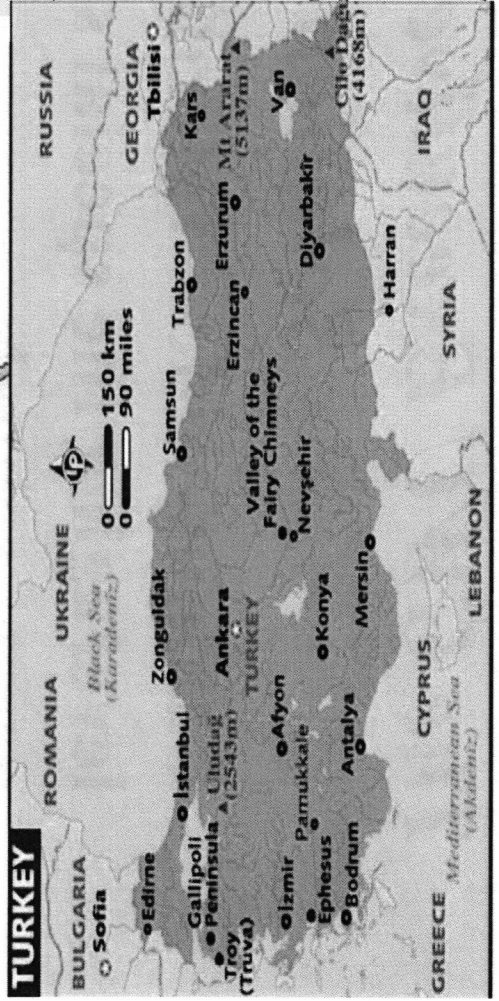 TURKEY
BULGARIA
Sofia
ROMANIA
UKRAINE
RUSSIA
GEORGIA
Tbilisi
Black Sea
(Karadeniz)
0 150 km
0 90 miles
Edirne
İstanbul
Zonguldak
Samsun
Trabzon
Kars
Gallipoli
Peninsula
Uludağ
(2543m)
Ankara
TURKEY
Erzincan
Erzurum
Mt Ararat
(5137m)
Troy
(Truva)
İzmir
Afyon
Valley of the
Fairy Chimneys
Nevşehir
Konya
Diyarbakır
Van
Cilo Dağı
(4168m)
Ephesus
Pamukkale
Bodrum
Antalya
Mersin
Harran
GREECE
Mediterranean Sea
(Akdeniz)
CYPRUS
LEBANON
SYRIA
IRAQ
LP